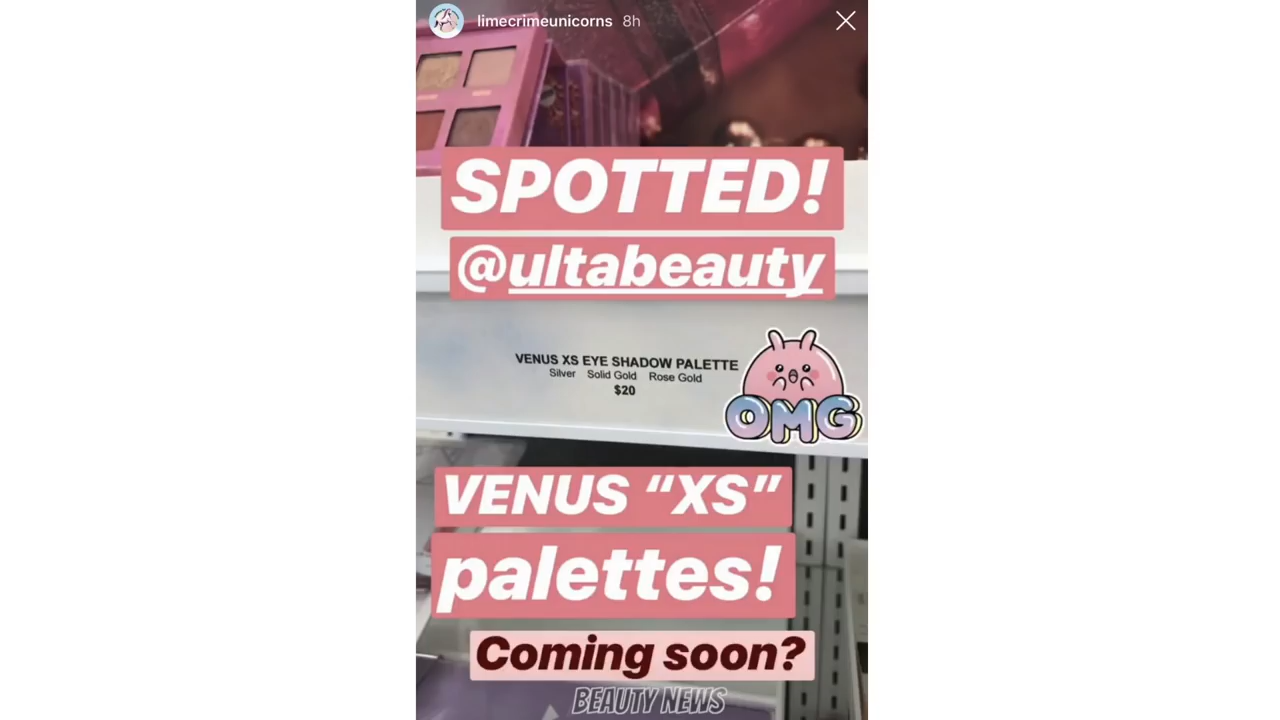 limecrimeunicorns 8h
SPOTTED!
@ultabeauty
VENUS XS EYE SHADOW PALETTE
Silver Solid Gold Rose Gold
$20
OMG
VENUS “XS”
palettes!
Coming soon?
BEAUTY NEWS